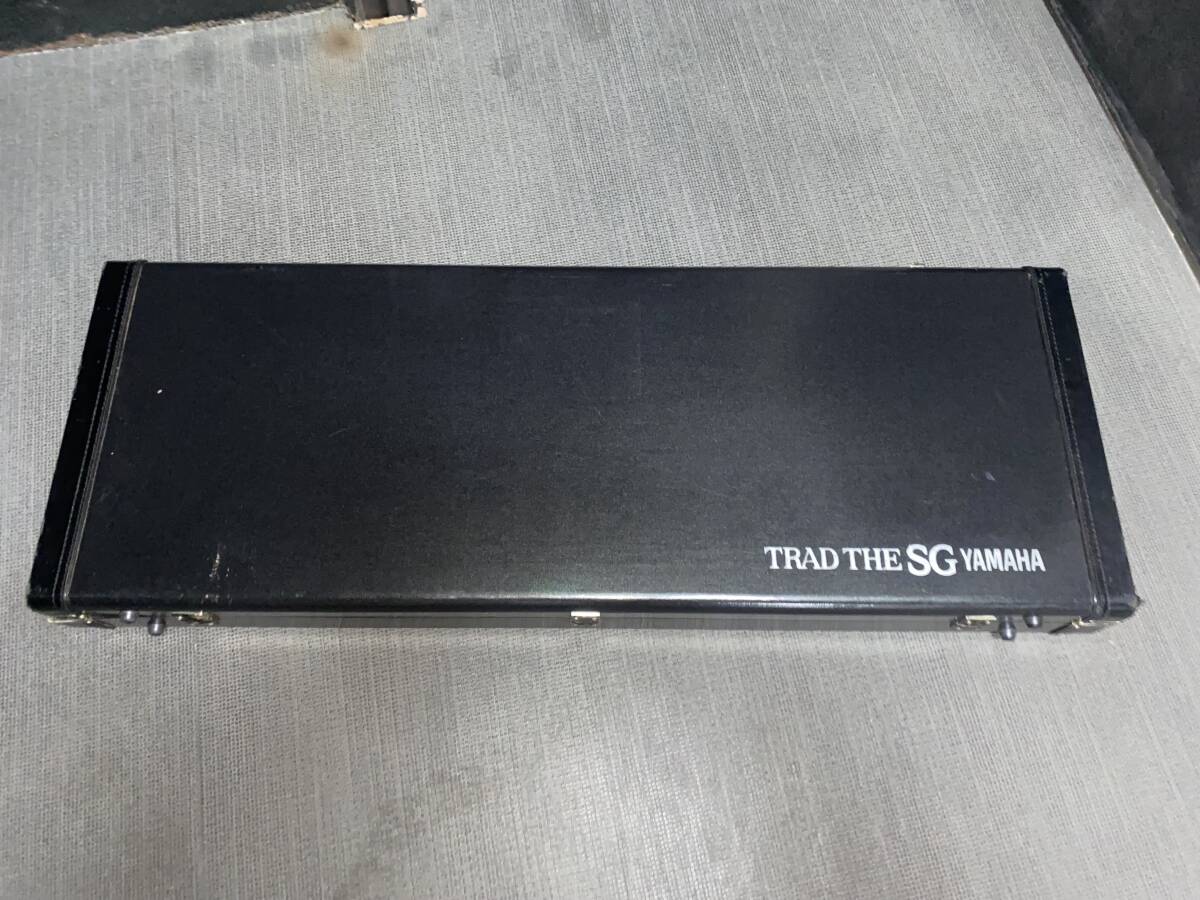 TRAD THE SG YAMAHA